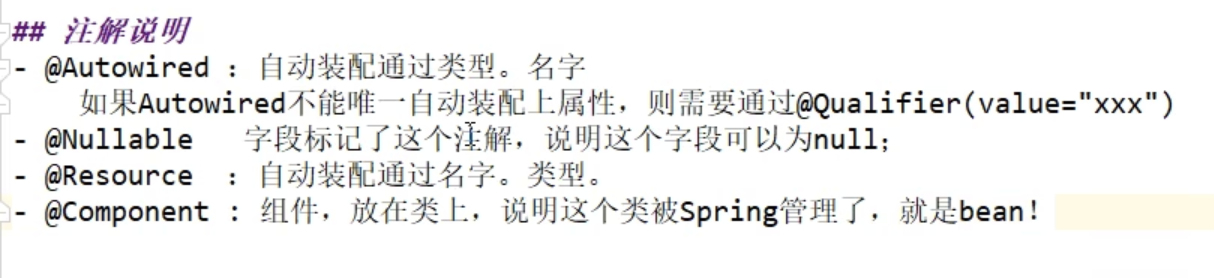 ## 注解说明
- @Autowired : 自动装配通过类型。名字
如果Autowired不能唯一自动装配上属性，则需要通过@Qualifier(value="xxx")
- @Nullable 字段标记了这个注解，说明这个字段可以为null；
- @Resource : 自动装配通过名字。类型。
- @Component : 组件，放在类上，说明这个类被Spring管理了，就是bean！